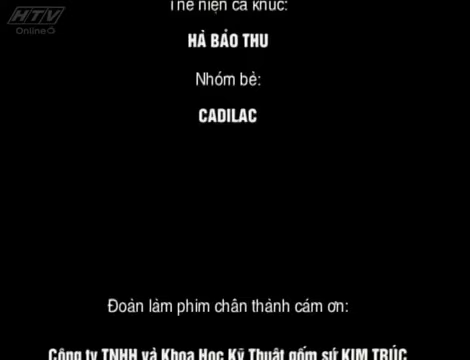 HTV
Online
Thể hiện ca khúc:
HÀ BẢO THU
Nhóm bè:
CADILAC
Đoàn làm phim chân thành cám ơn:
Công ty TNHH và Khoa Học Kỹ Thuật gốm sứ KIM TRÚC